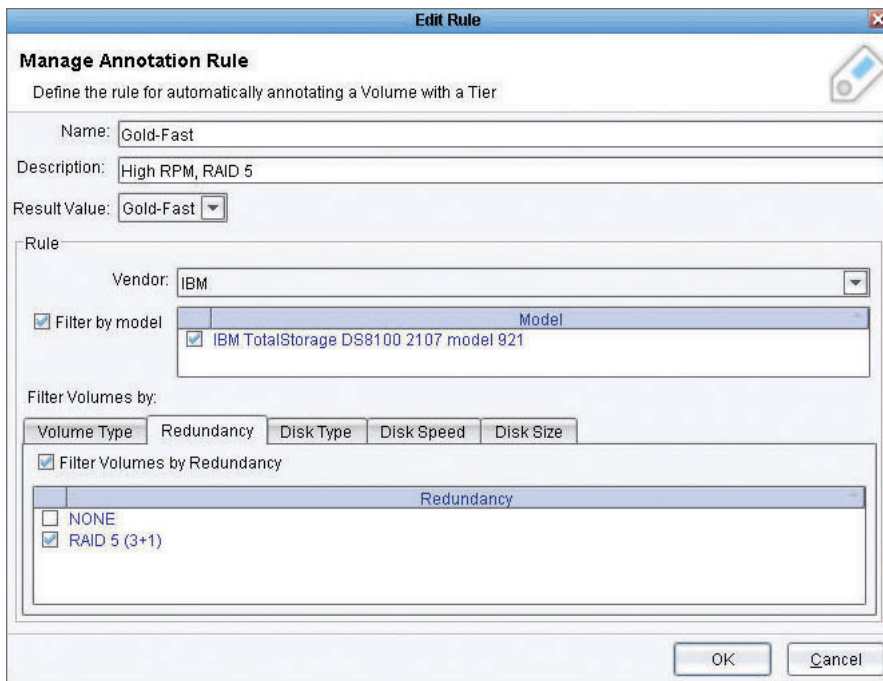 Edit Rule
Manage Annotation Rule
Define the rule for automatically annotating a Volume with a Tier
Name: Gold-Fast
Description: High RPM, RAID 5
Result Value: Gold-Fast
Rule
Vendor: IBM
Filter by model
Model
IBM TotalStorage DS8100 2107 model 921
Filter Volumes by:
Volume Type Redundancy Disk Type Disk Speed Disk Size
Filter Volumes by Redundancy
Redundancy
NONE
RAID 5 (3+1)
OK Cancel